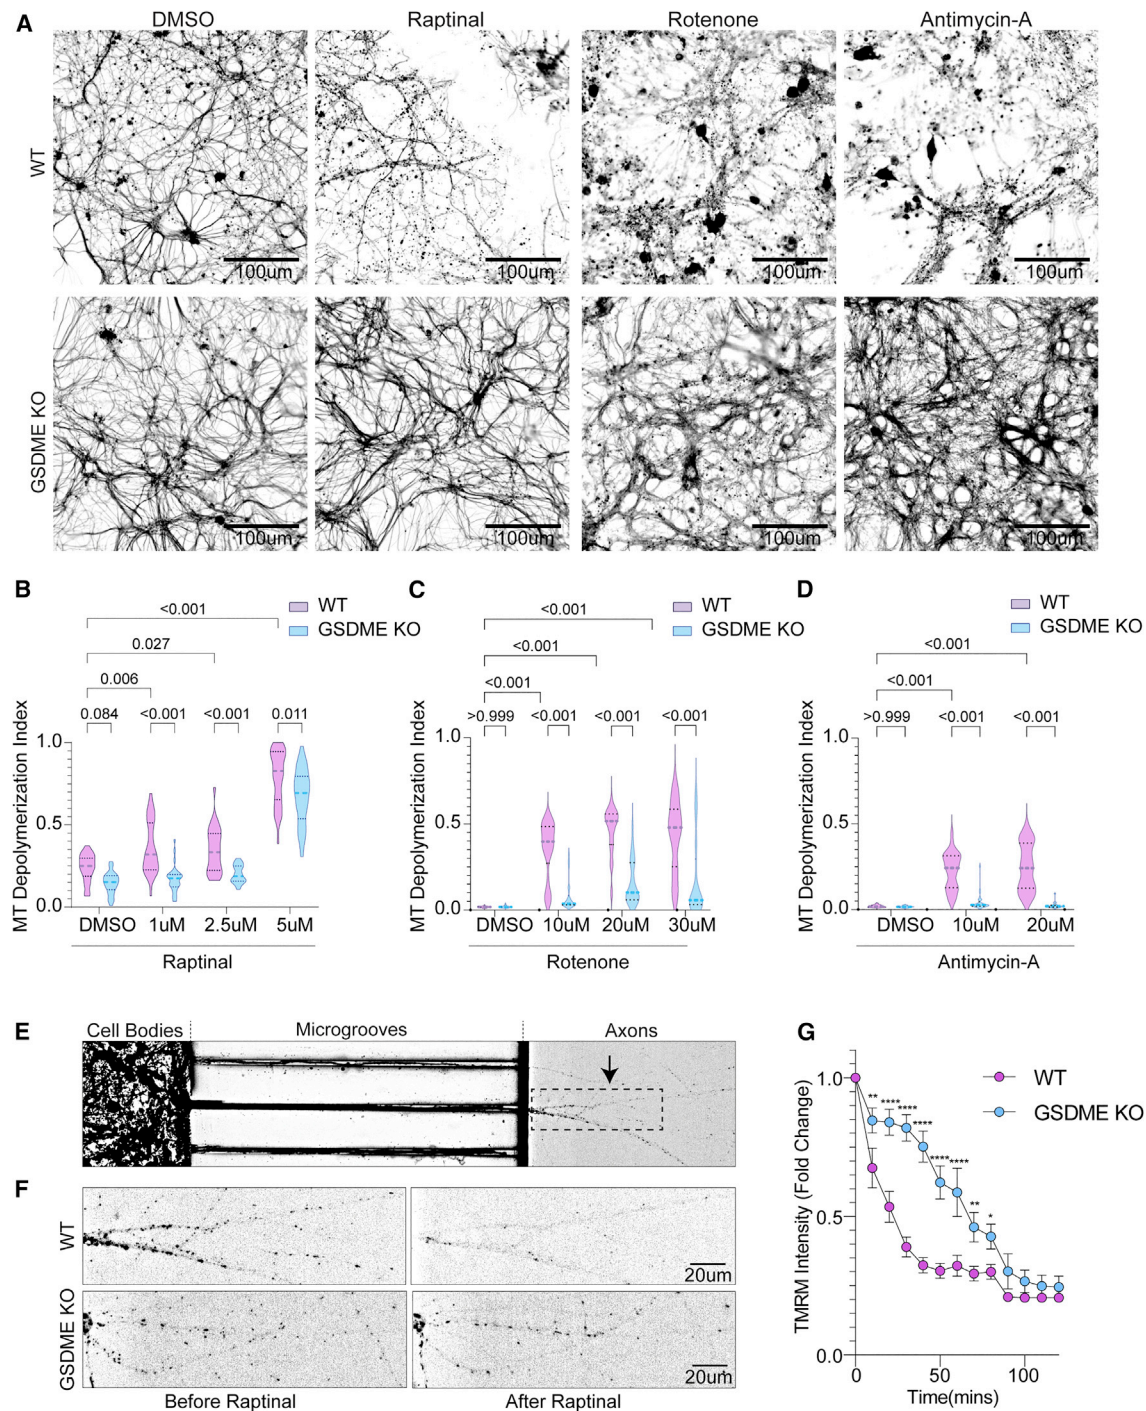 A
DMSO
Raptinal
Rotenone
Antimycin-A
WT
100um
100um
100um
100um
GSDME KO
100um
100um
100um
100um
B
WT
GSDME KO
<0.001
0.027
0.006
0.084
<0.001
<0.001
0.011
MT Depolymerization Index
1.0
0.5
0.0
DMSO
1uM
2.5uM
5uM
Raptinal
C
WT
GSDME KO
<0.001
<0.001
<0.001
>0.999
<0.001
<0.001
<0.001
MT Depolymerization Index
1.0
0.5
0.0
DMSO
10uM
20uM
30uM
Rotenone
D
WT
GSDME KO
<0.001
<0.001
>0.999
<0.001
<0.001
MT Depolymerization Index
1.0
0.5
0.0
DMSO
10uM
20uM
Antimycin-A
E
Cell Bodies
Microgrooves
Axons
F
WT
20um
GSDME KO
20um
Before Raptinal
After Raptinal
G
WT
GSDME KO
**
****
****
****
****
****
**
*
TMRM Intensity (Fold Change)
1.0
0.5
0.0
0
50
100
Time(mins)